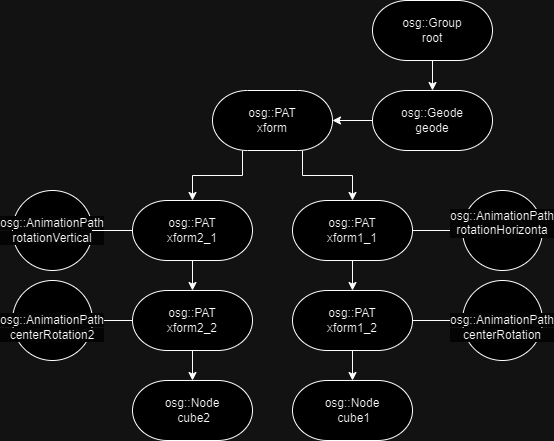 osg::Group
root
osg::PAT
xform
osg::Geode
geode
osg::AnimationPath
rotationVertical
osg::PAT
xform2_1
osg::PAT
xform1_1
osg::AnimationPath
rotationHorizonta
osg::AnimationPath
centerRotation2
osg::PAT
xform2_2
osg::PAT
xform1_2
osg::AnimationPath
centerRotation
osg::Node
cube2
osg::Node
cube1